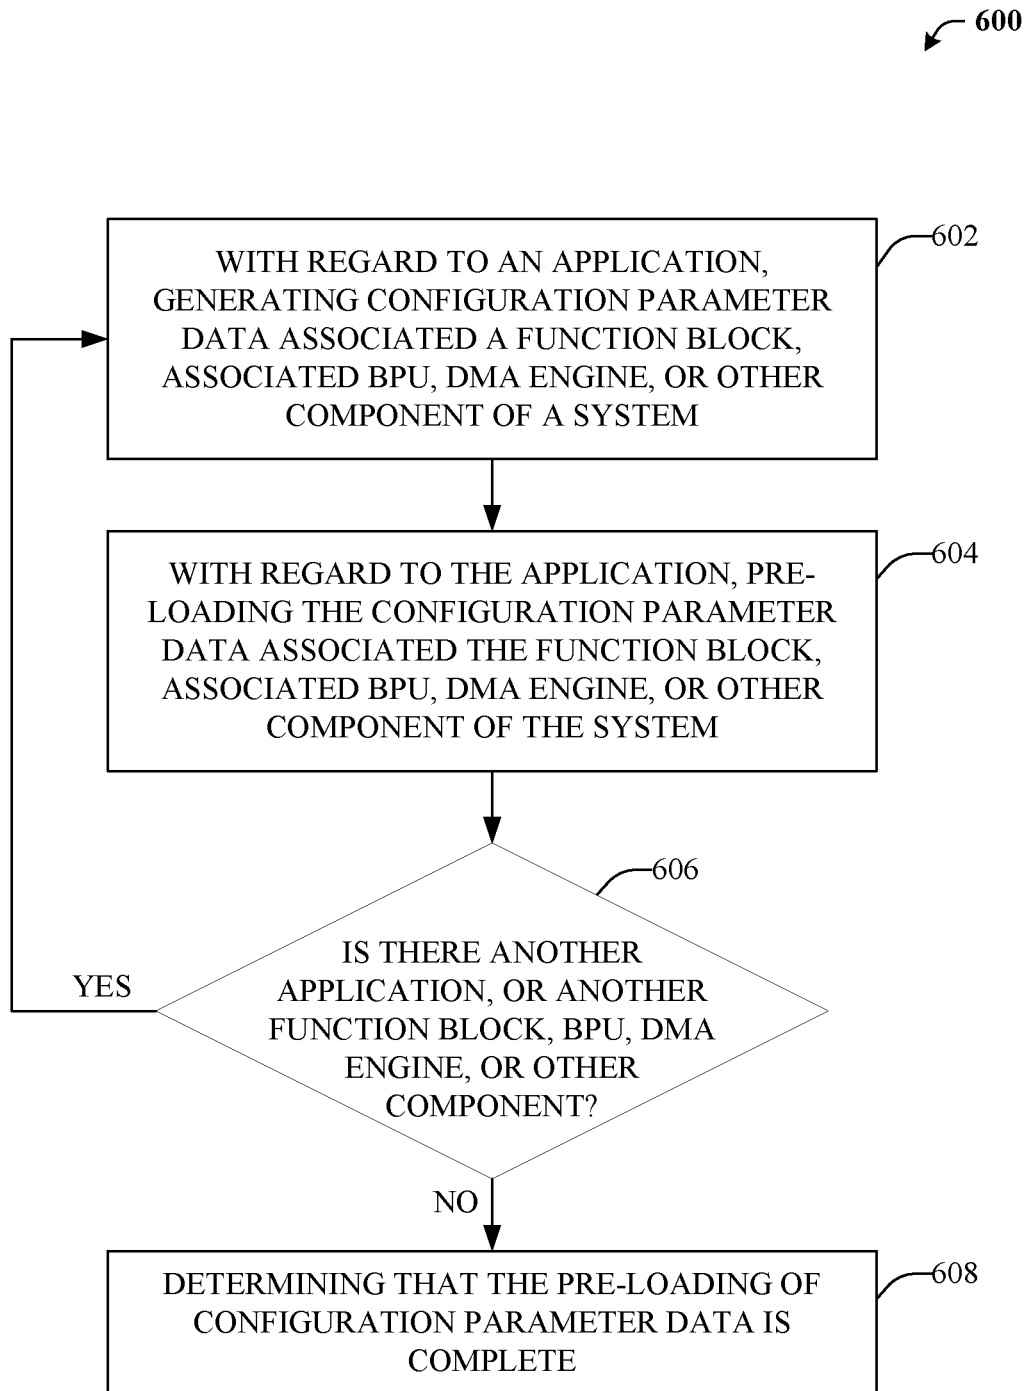 600
602
WITH REGARD TO AN APPLICATION,
GENERATING CONFIGURATION PARAMETER
DATA ASSOCIATED A FUNCTION BLOCK,
ASSOCIATED BPU, DMA ENGINE, OR OTHER
COMPONENT OF A SYSTEM
604
WITH REGARD TO THE APPLICATION, PRE-
LOADING THE CONFIGURATION PARAMETER
DATA ASSOCIATED THE FUNCTION BLOCK,
ASSOCIATED BPU, DMA ENGINE, OR OTHER
COMPONENT OF THE SYSTEM
606
IS THERE ANOTHER
APPLICATION, OR ANOTHER
FUNCTION BLOCK, BPU, DMA
ENGINE, OR OTHER
COMPONENT?
YES
NO
608
DETERMINING THAT THE PRE-LOADING OF
CONFIGURATION PARAMETER DATA IS
COMPLETE